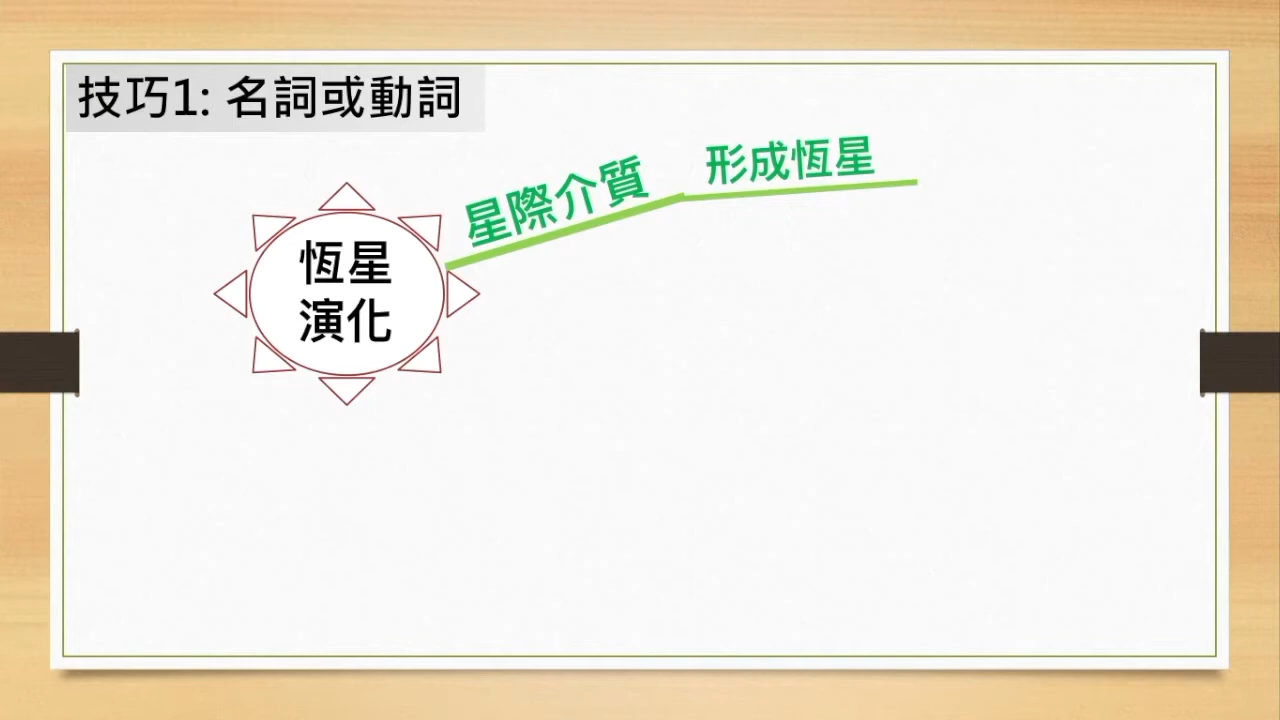 技巧1: 名詞或動詞
星際介質
形成恆星
恆星
演化